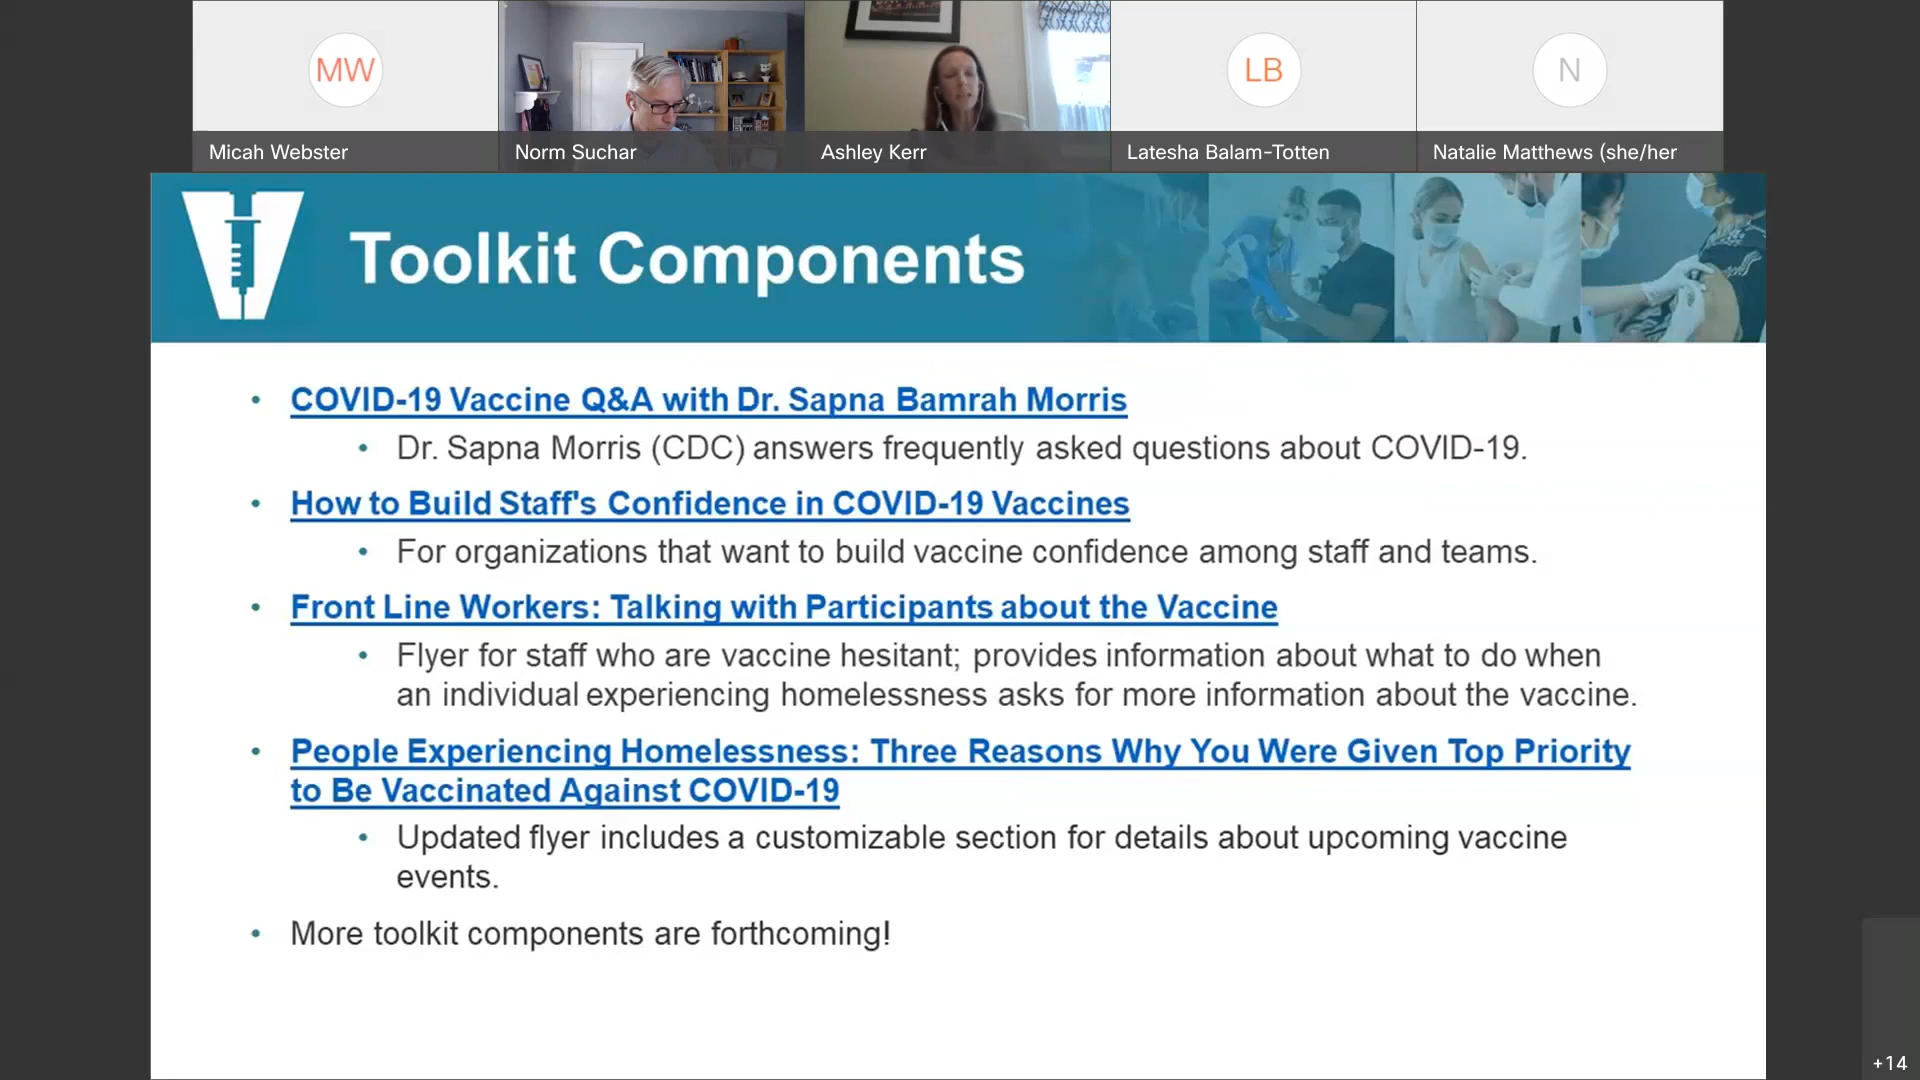 MW
LB
N
Micah Webster
Norm Suchar
Ashley Kerr
Latesha Balam-Totten
Natalie Matthews (she/her
Toolkit Components
• COVID-19 Vaccine Q&A with Dr. Sapna Bamrah Morris
• Dr. Sapna Morris (CDC) answers frequently asked questions about COVID-19.
• How to Build Staff's Confidence in COVID-19 Vaccines
• For organizations that want to build vaccine confidence among staff and teams.
• Front Line Workers: Talking with Participants about the Vaccine
• Flyer for staff who are vaccine hesitant; provides information about what to do when
an individual experiencing homelessness asks for more information about the vaccine.
• People Experiencing Homelessness: Three Reasons Why You Were Given Top Priority
to Be Vaccinated Against COVID-19
• Updated flyer includes a customizable section for details about upcoming vaccine
events.
• More toolkit components are forthcoming!
+14